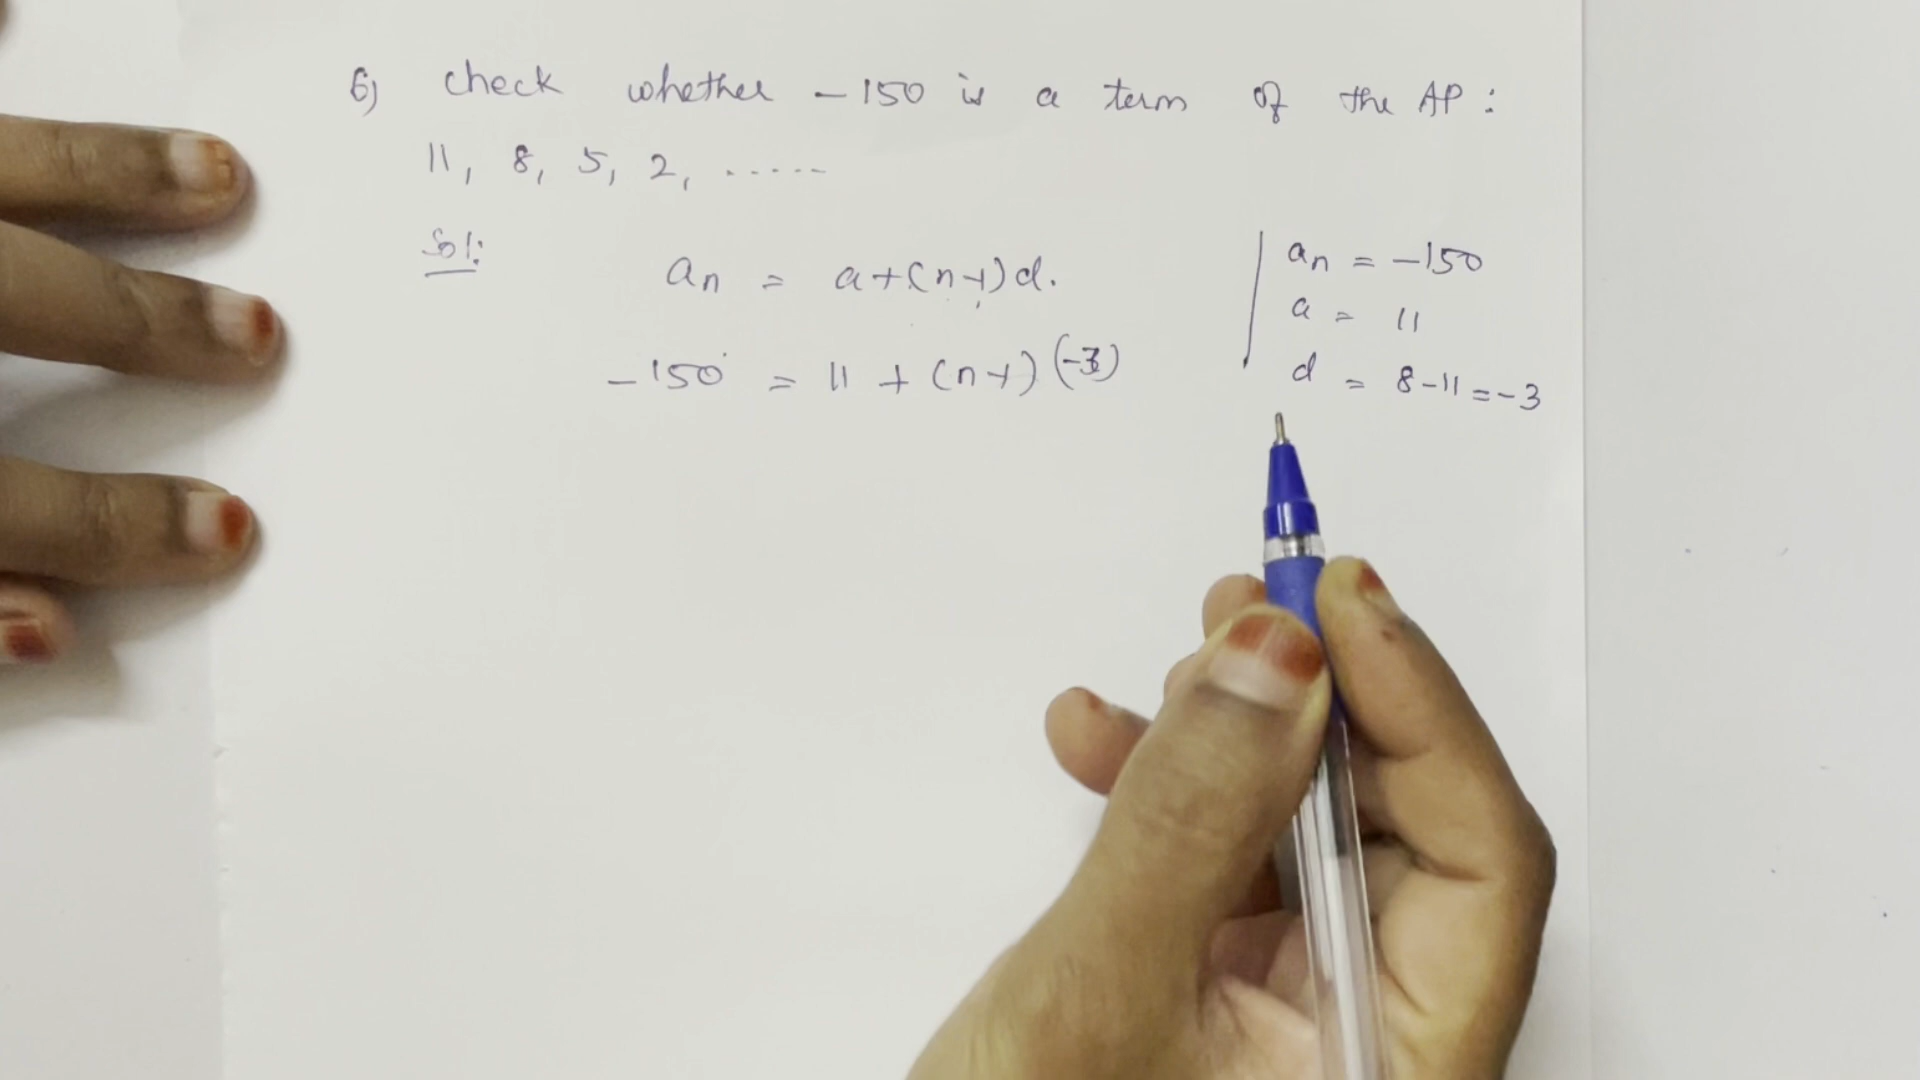 6) check whether -150 is a term of the AP:
11, 8, 5, 2, .....
Sol:
an = a+(n-1)d.
-150 = 11 + (n-1) (-3)
an = -150
a = 11
d = 8-11 = -3